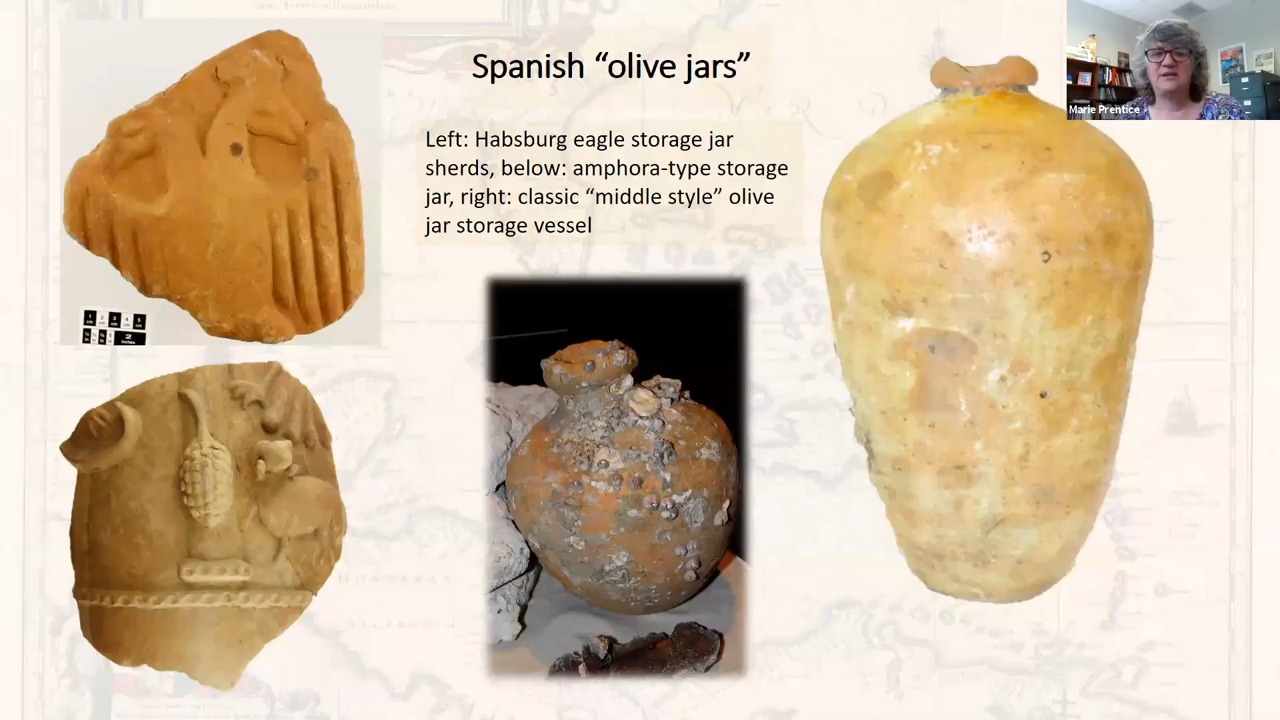 Spanish “olive jars”
Left: Habsburg eagle storage jar
sherds, below: amphora-type storage
jar, right: classic “middle style” olive
jar storage vessel
Marie Prentice
HONDURAS